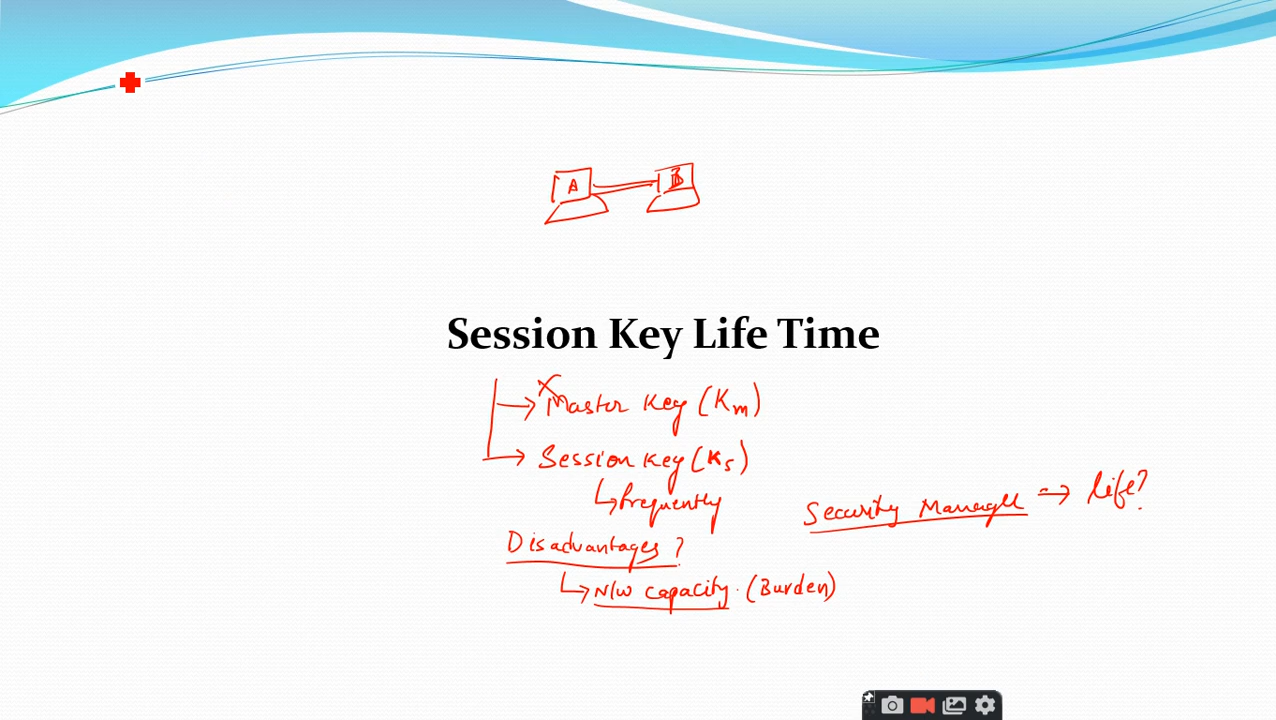 A B
Session Key Life Time
Master Key (Km)
Session Key (Ks)
frequently
Security Manager → life?
Disadvantages?
N/W capacity. (Burden)